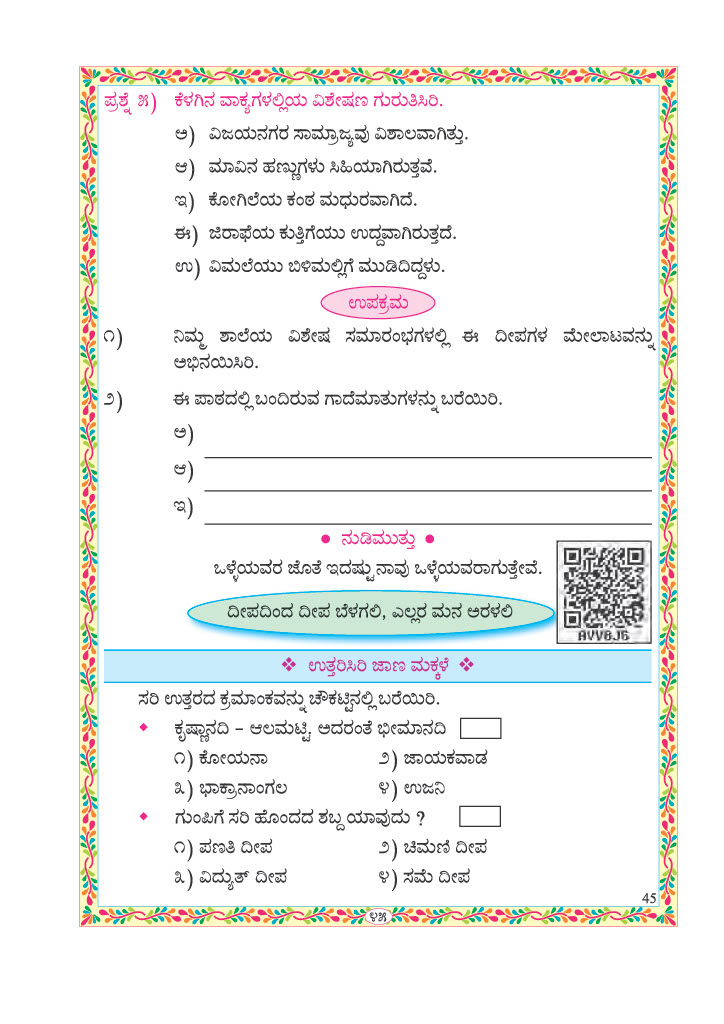 ಪ್ರಶ್ನೆ ೫) ಕೆಳಗಿನ ವಾಕ್ಯಗಳಲ್ಲಿಯ ವಿಶೇಷಣ ಗುರುತಿಸಿರಿ.
ಅ) ವಿಜಯನಗರ ಸಾಮ್ರಾಜ್ಯವು ವಿಶಾಲವಾಗಿತ್ತು.
ಆ) ಮಾವಿನ ಹಣ್ಣುಗಳು ಸಿಹಿಯಾಗಿರುತ್ತವೆ.
ಇ) ಕೋಗಿಲೆಯ ಕಂಠ ಮಧುರವಾಗಿದೆ.
ಈ) ಜಿರಾಫೆಯ ಕುತ್ತಿಗೆಯು ಉದ್ದವಾಗಿರುತ್ತದೆ.
ಉ) ವಿಮಲೆಯು ಬಿಳಿಮಲ್ಲಿಗೆ ಮುಡಿದಿದ್ದಳು.
ಉಪಕ್ರಮ
೧) ನಿಮ್ಮ ಶಾಲೆಯ ವಿಶೇಷ ಸಮಾರಂಭಗಳಲ್ಲಿ ಈ ದೀಪಗಳ ಮೇಲಾಟವನ್ನು
ಅಭಿನಯಿಸಿರಿ.
೨) ಈ ಪಾಠದಲ್ಲಿ ಬಂದಿರುವ ಗಾದೆಮಾತುಗಳನ್ನು ಬರೆಯಿರಿ.
ಅ)
ಆ)
ಇ)
● ನುಡಿಮುತ್ತು ●
ಒಳ್ಳೆಯವರ ಜೊತೆ ಇದಷ್ಟು ನಾವು ಒಳ್ಳೆಯವರಾಗುತ್ತೇವೆ.
ದೀಪದಿಂದ ದೀಪ ಬೆಳಗಲಿ, ಎಲ್ಲರ ಮನ ಅರಳಲಿ
AVV6J6
❖ ಉತ್ತರಿಸಿರಿ ಜಾಣ ಮಕ್ಕಳೆ ❖
ಸರಿ ಉತ್ತರದ ಕ್ರಮಾಂಕವನ್ನು ಚೌಕಟ್ಟಿನಲ್ಲಿ ಬರೆಯಿರಿ.
◆ ಕೃಷ್ಣಾನದಿ – ಆಲಮಟ್ಟಿ, ಅದರಂತೆ ಭೀಮಾನದಿ
೧) ಕೋಯನಾ ೨) ಜಾಯಕವಾಡ
೩) ಭಾಕ್ರಾನಾಂಗಲ ೪) ಉಜನಿ
◆ ಗುಂಪಿಗೆ ಸರಿ ಹೊಂದದ ಶಬ್ದ ಯಾವುದು ?
೧) ಪಣತಿ ದೀಪ ೨) ಚಿಮಣಿ ದೀಪ
೩) ವಿದ್ಯುತ್ ದೀಪ ೪) ಸಮೆ ದೀಪ
45
೪೫